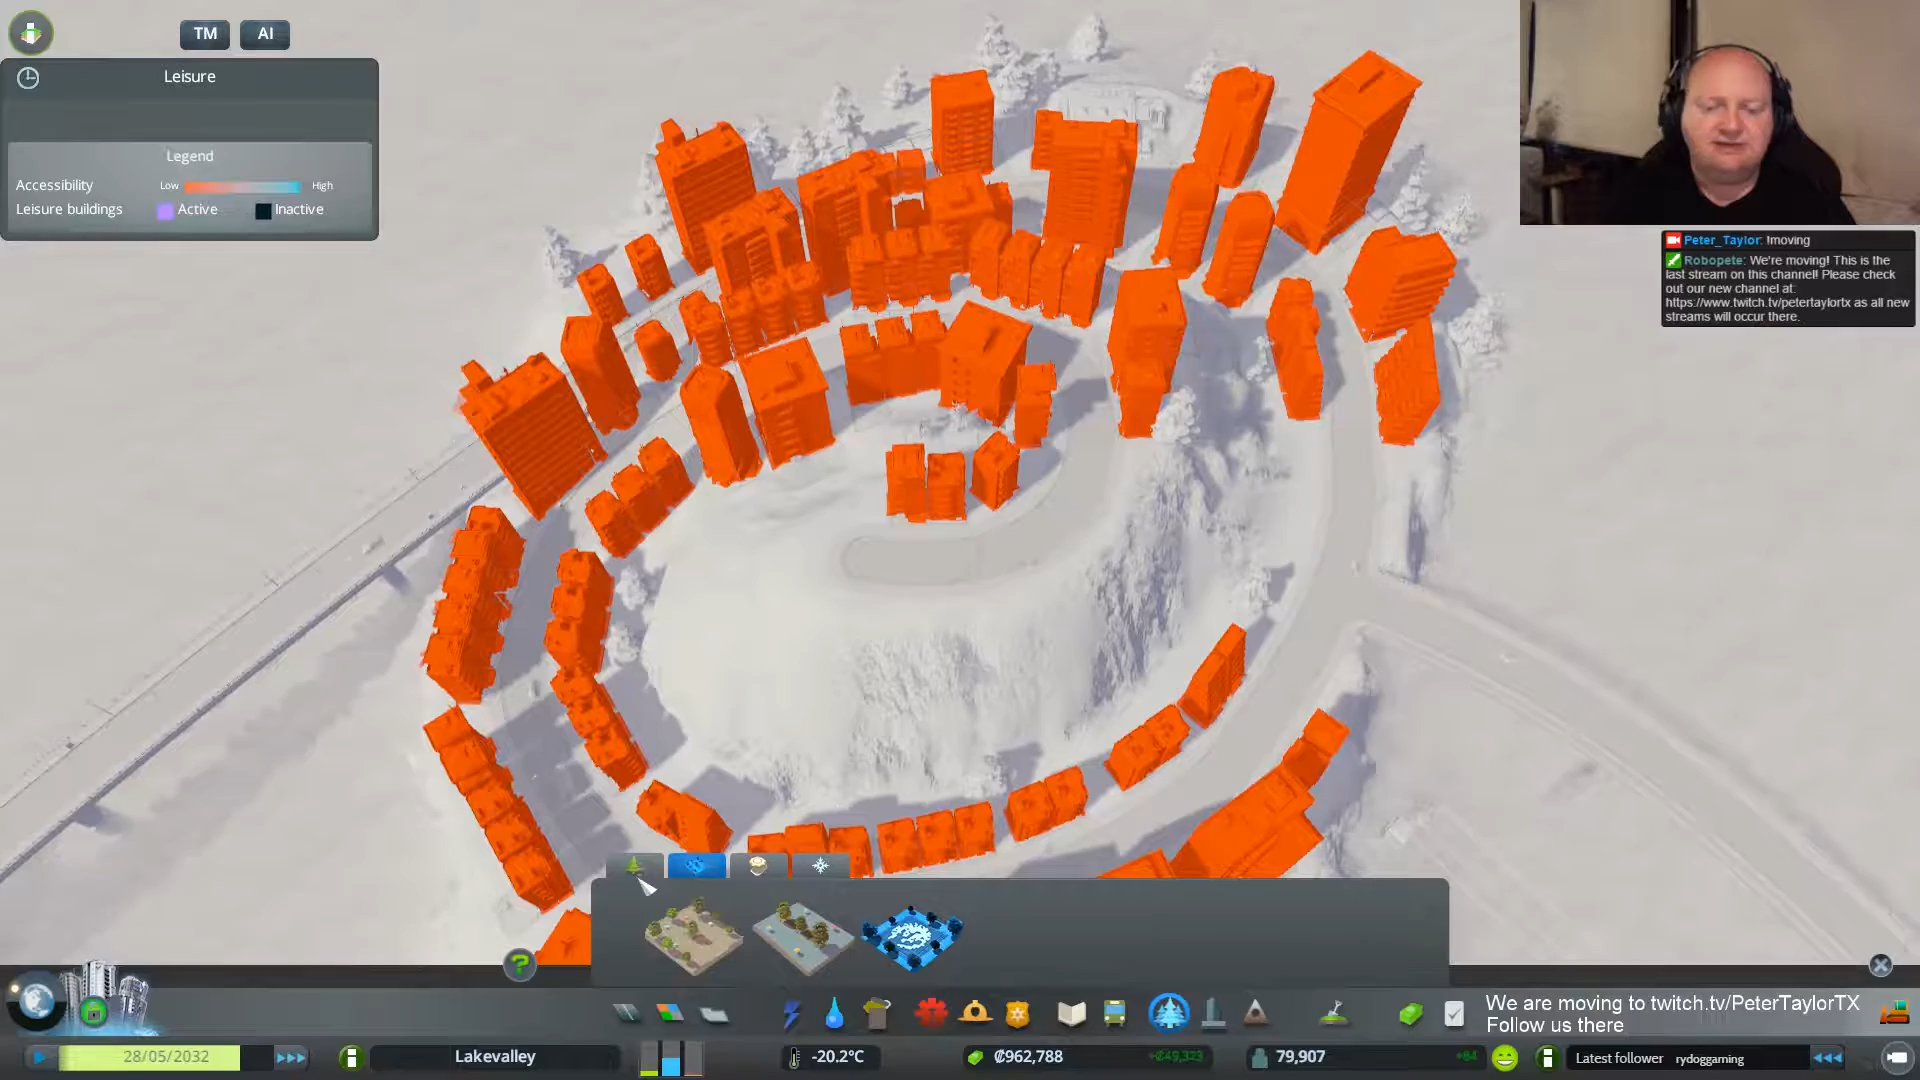 TM
AI
Leisure
Legend
Accessibility
Low
High
Leisure buildings
Active
Inactive
Peter_Taylor: !moving
Robopete: We're moving! This is the
last stream on this channel! Please check
out our new channel at:
https://www.twitch.tv/petertaylortx as all new
streams will occur there.
?
We are moving to twitch.tv/PeterTaylorTX
Follow us there
28/05/2032
Lakevalley
-20.2°C
₡962,788
+₡49,323
79,907
+64
Latest follower rydoggaming